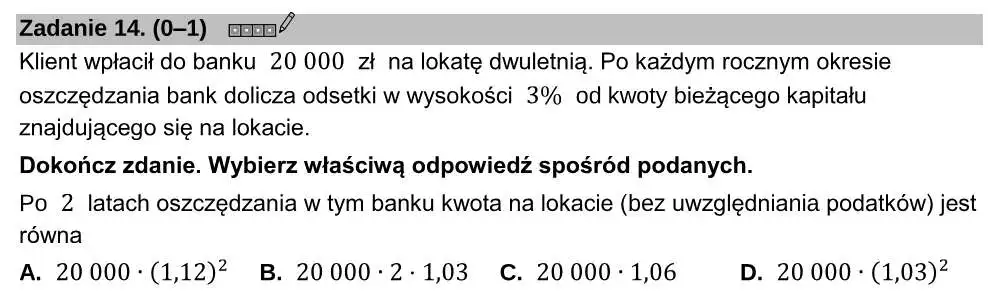 Zadanie 14. (0–1)
Klient wpłacił do banku 20 000 zł na lokatę dwuletnią. Po każdym rocznym okresie
oszczędzania bank dolicza odsetki w wysokości 3% od kwoty bieżącego kapitału
znajdującego się na lokacie.
Dokończ zdanie. Wybierz właściwą odpowiedź spośród podanych.
Po 2 latach oszczędzania w tym banku kwota na lokacie (bez uwzględniania podatków) jest
równa
A. 20 000 · (1,12)² B. 20 000 · 2 · 1,03 C. 20 000 · 1,06 D. 20 000 · (1,03)²